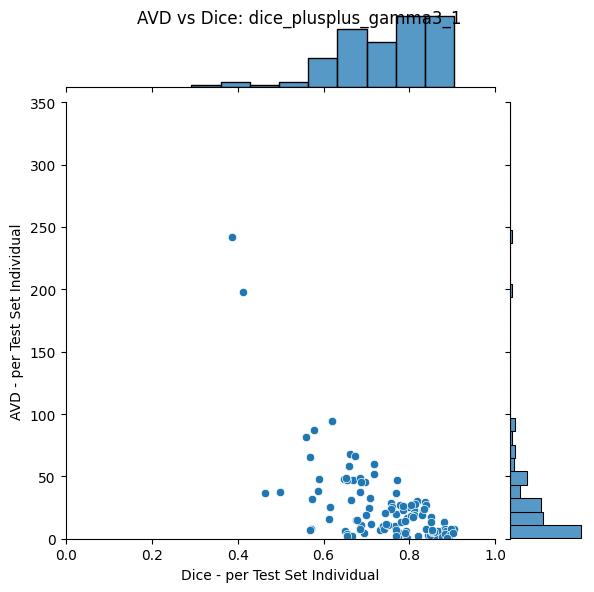 AVD vs Dice: dice_plusplus_gamma3_1
350
300
250
200
150
100
50
0
AVD - per Test Set Individual
0.0 0.2 0.4 0.6 0.8 1.0
Dice - per Test Set Individual